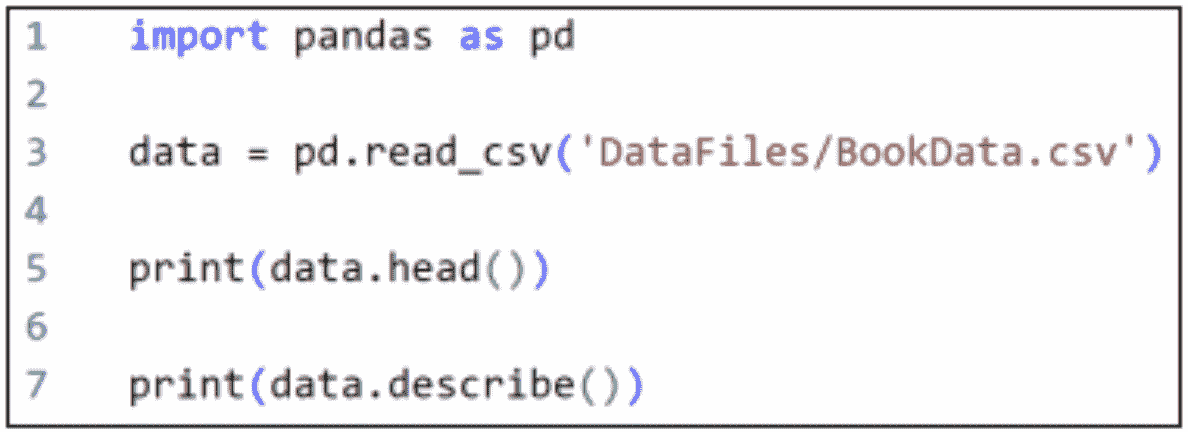 1 import pandas as pd
2
3 data = pd.read_csv('DataFiles/BookData.csv')
4
5 print(data.head())
6
7 print(data.describe())